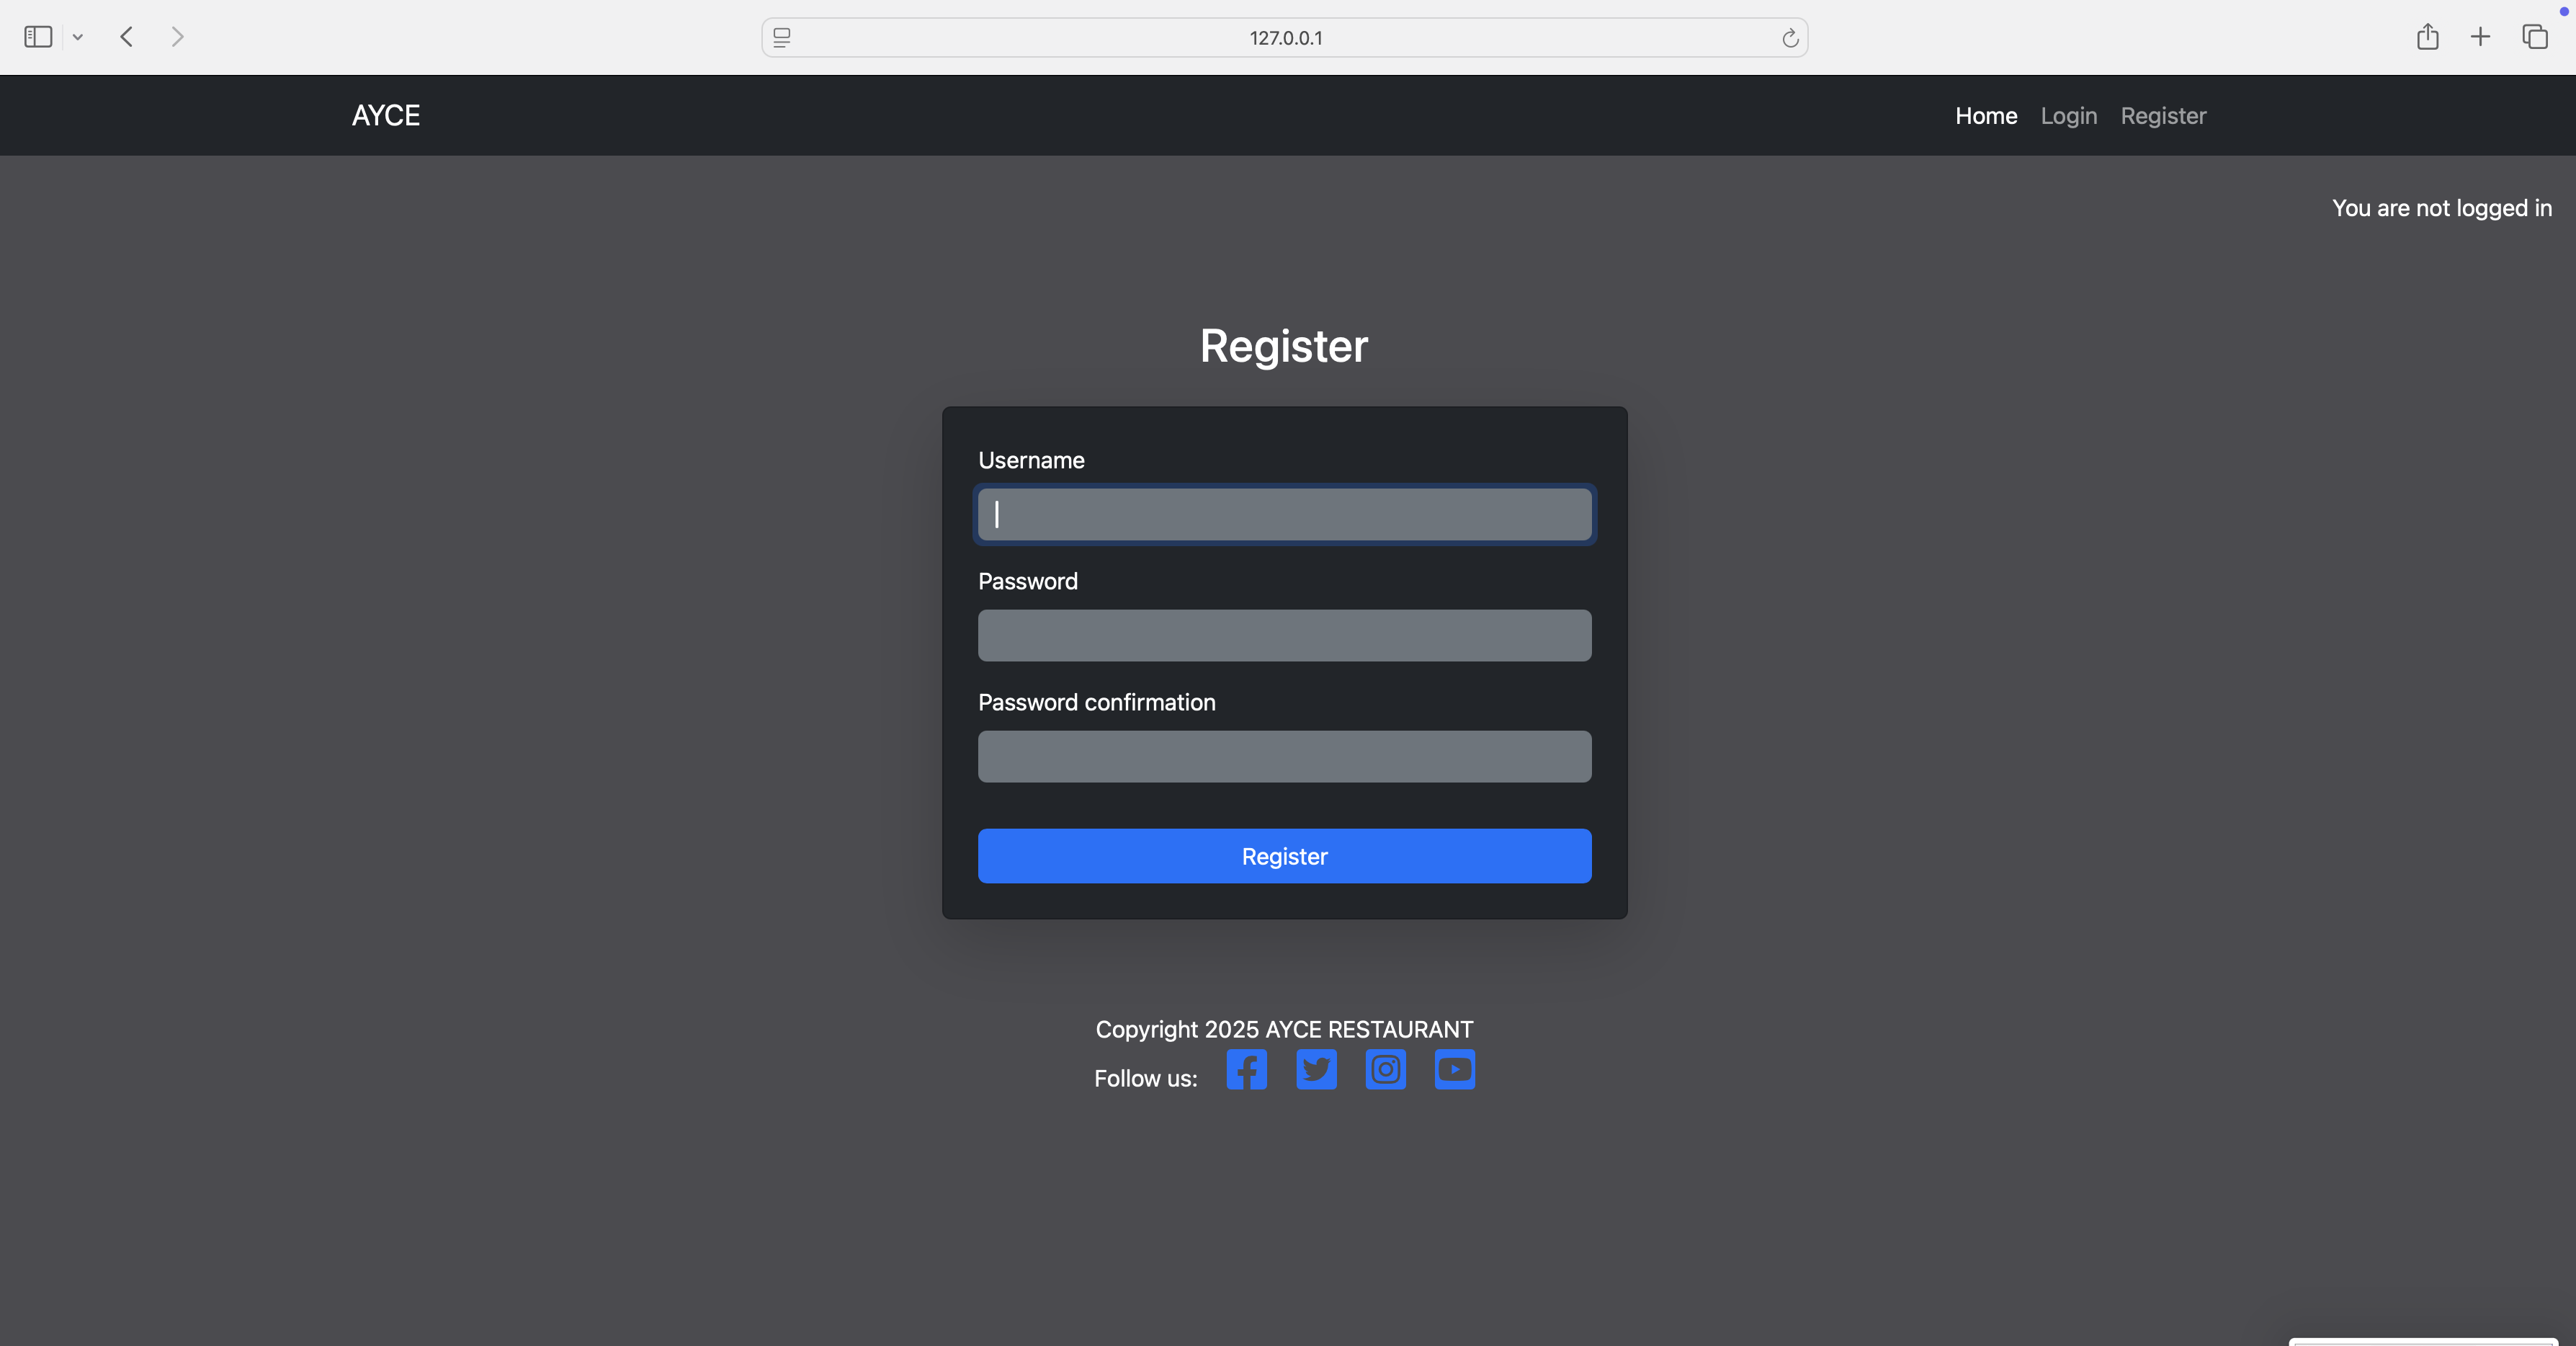 127.0.0.1
AYCE
Home Login Register
You are not logged in
Register
Username
Password
Password confirmation
Register
Copyright 2025 AYCE RESTAURANT
Follow us: